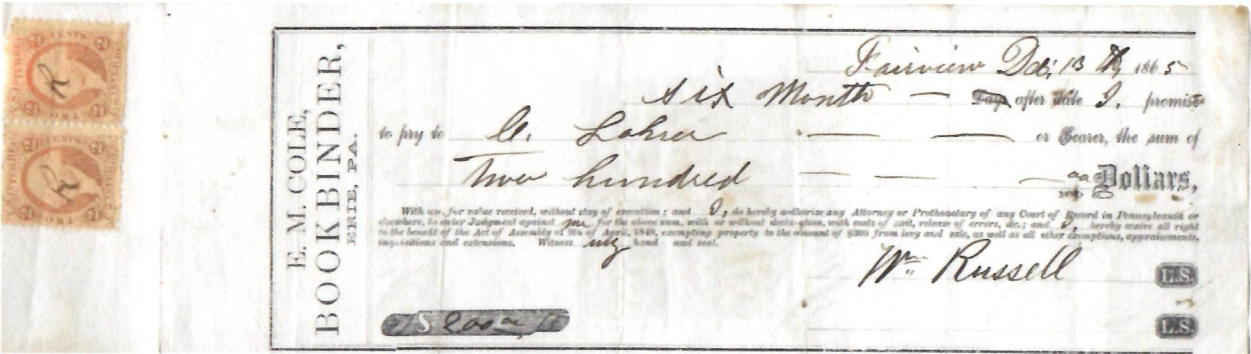 E. M. COLE,
BOOKBINDER,
ERIE, PA.
Fairview Dec. 13th, 1865
six Month — Days after date I, promise
to pay to C. — — or Bearer, the sum of
Two hundred — — — Dollars,
With use, for value received, without stay of execution; and I, do hereby authorize any Attorney or Prothonotary of any Court of Record in Pennsylvania or
elsewhere, to enter Judgment against me for the above sum, with or without declaration, with costs of suit, release of errors, &c.; and I, hereby waive all right
to the benefit of the Act of Assembly of 9th of April, 1849, exempting property to the amount of $300 from levy and sale, as well as all other exemptions, appraisements,
inquisitions and extensions. Witness my hand and seal.
Wm Russell L.S.
$200 L.S.